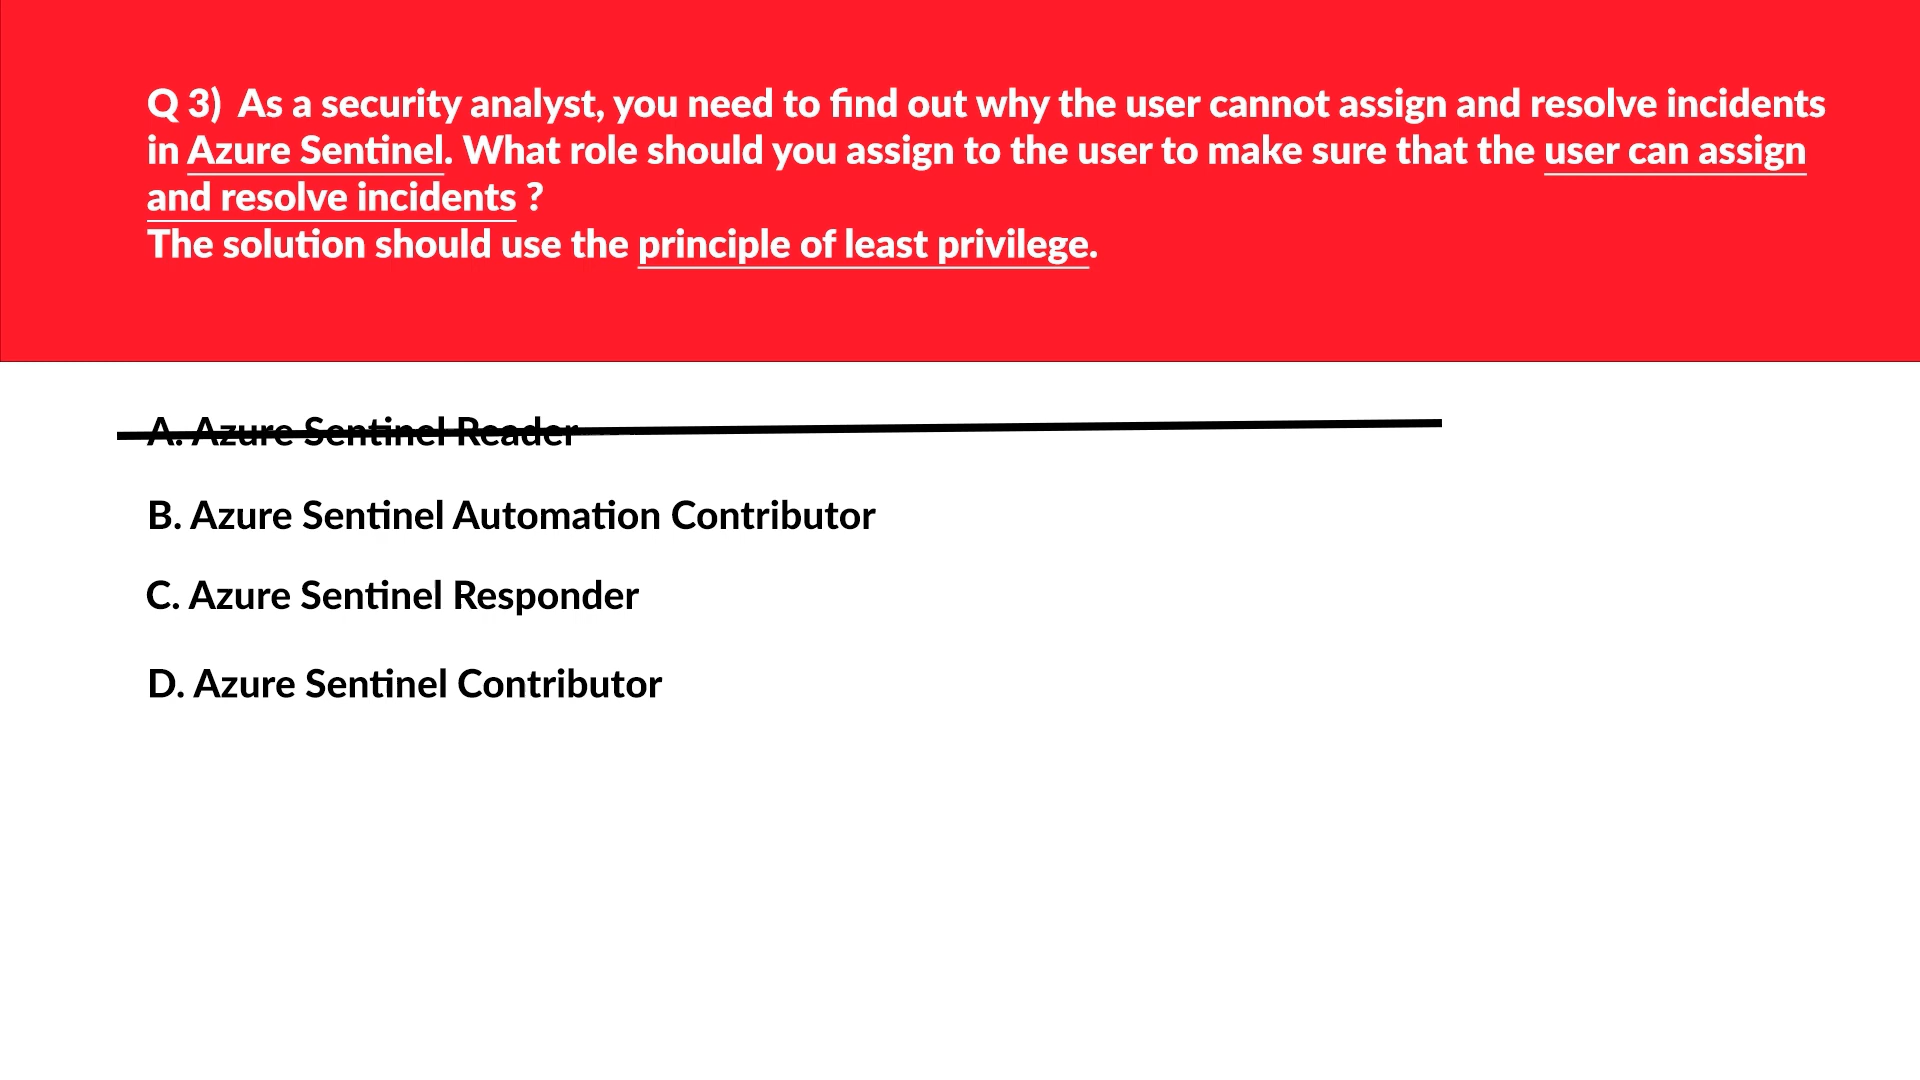 Q 3) As a security analyst, you need to find out why the user cannot assign and resolve incidents
in Azure Sentinel. What role should you assign to the user to make sure that the user can assign
and resolve incidents ?
The solution should use the principle of least privilege.
A. Azure Sentinel Reader
B. Azure Sentinel Automation Contributor
C. Azure Sentinel Responder
D. Azure Sentinel Contributor